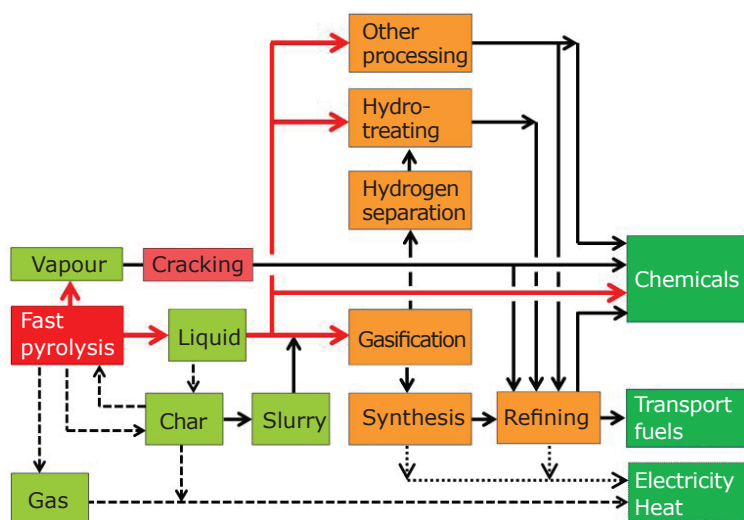 Other
processing
Hydro-
treating
Hydrogen
separation
Vapour
Cracking
Chemicals
Fast
pyrolysis
Liquid
Gasification
Char
Slurry
Synthesis
Refining
Transport
fuels
Gas
Electricity
Heat